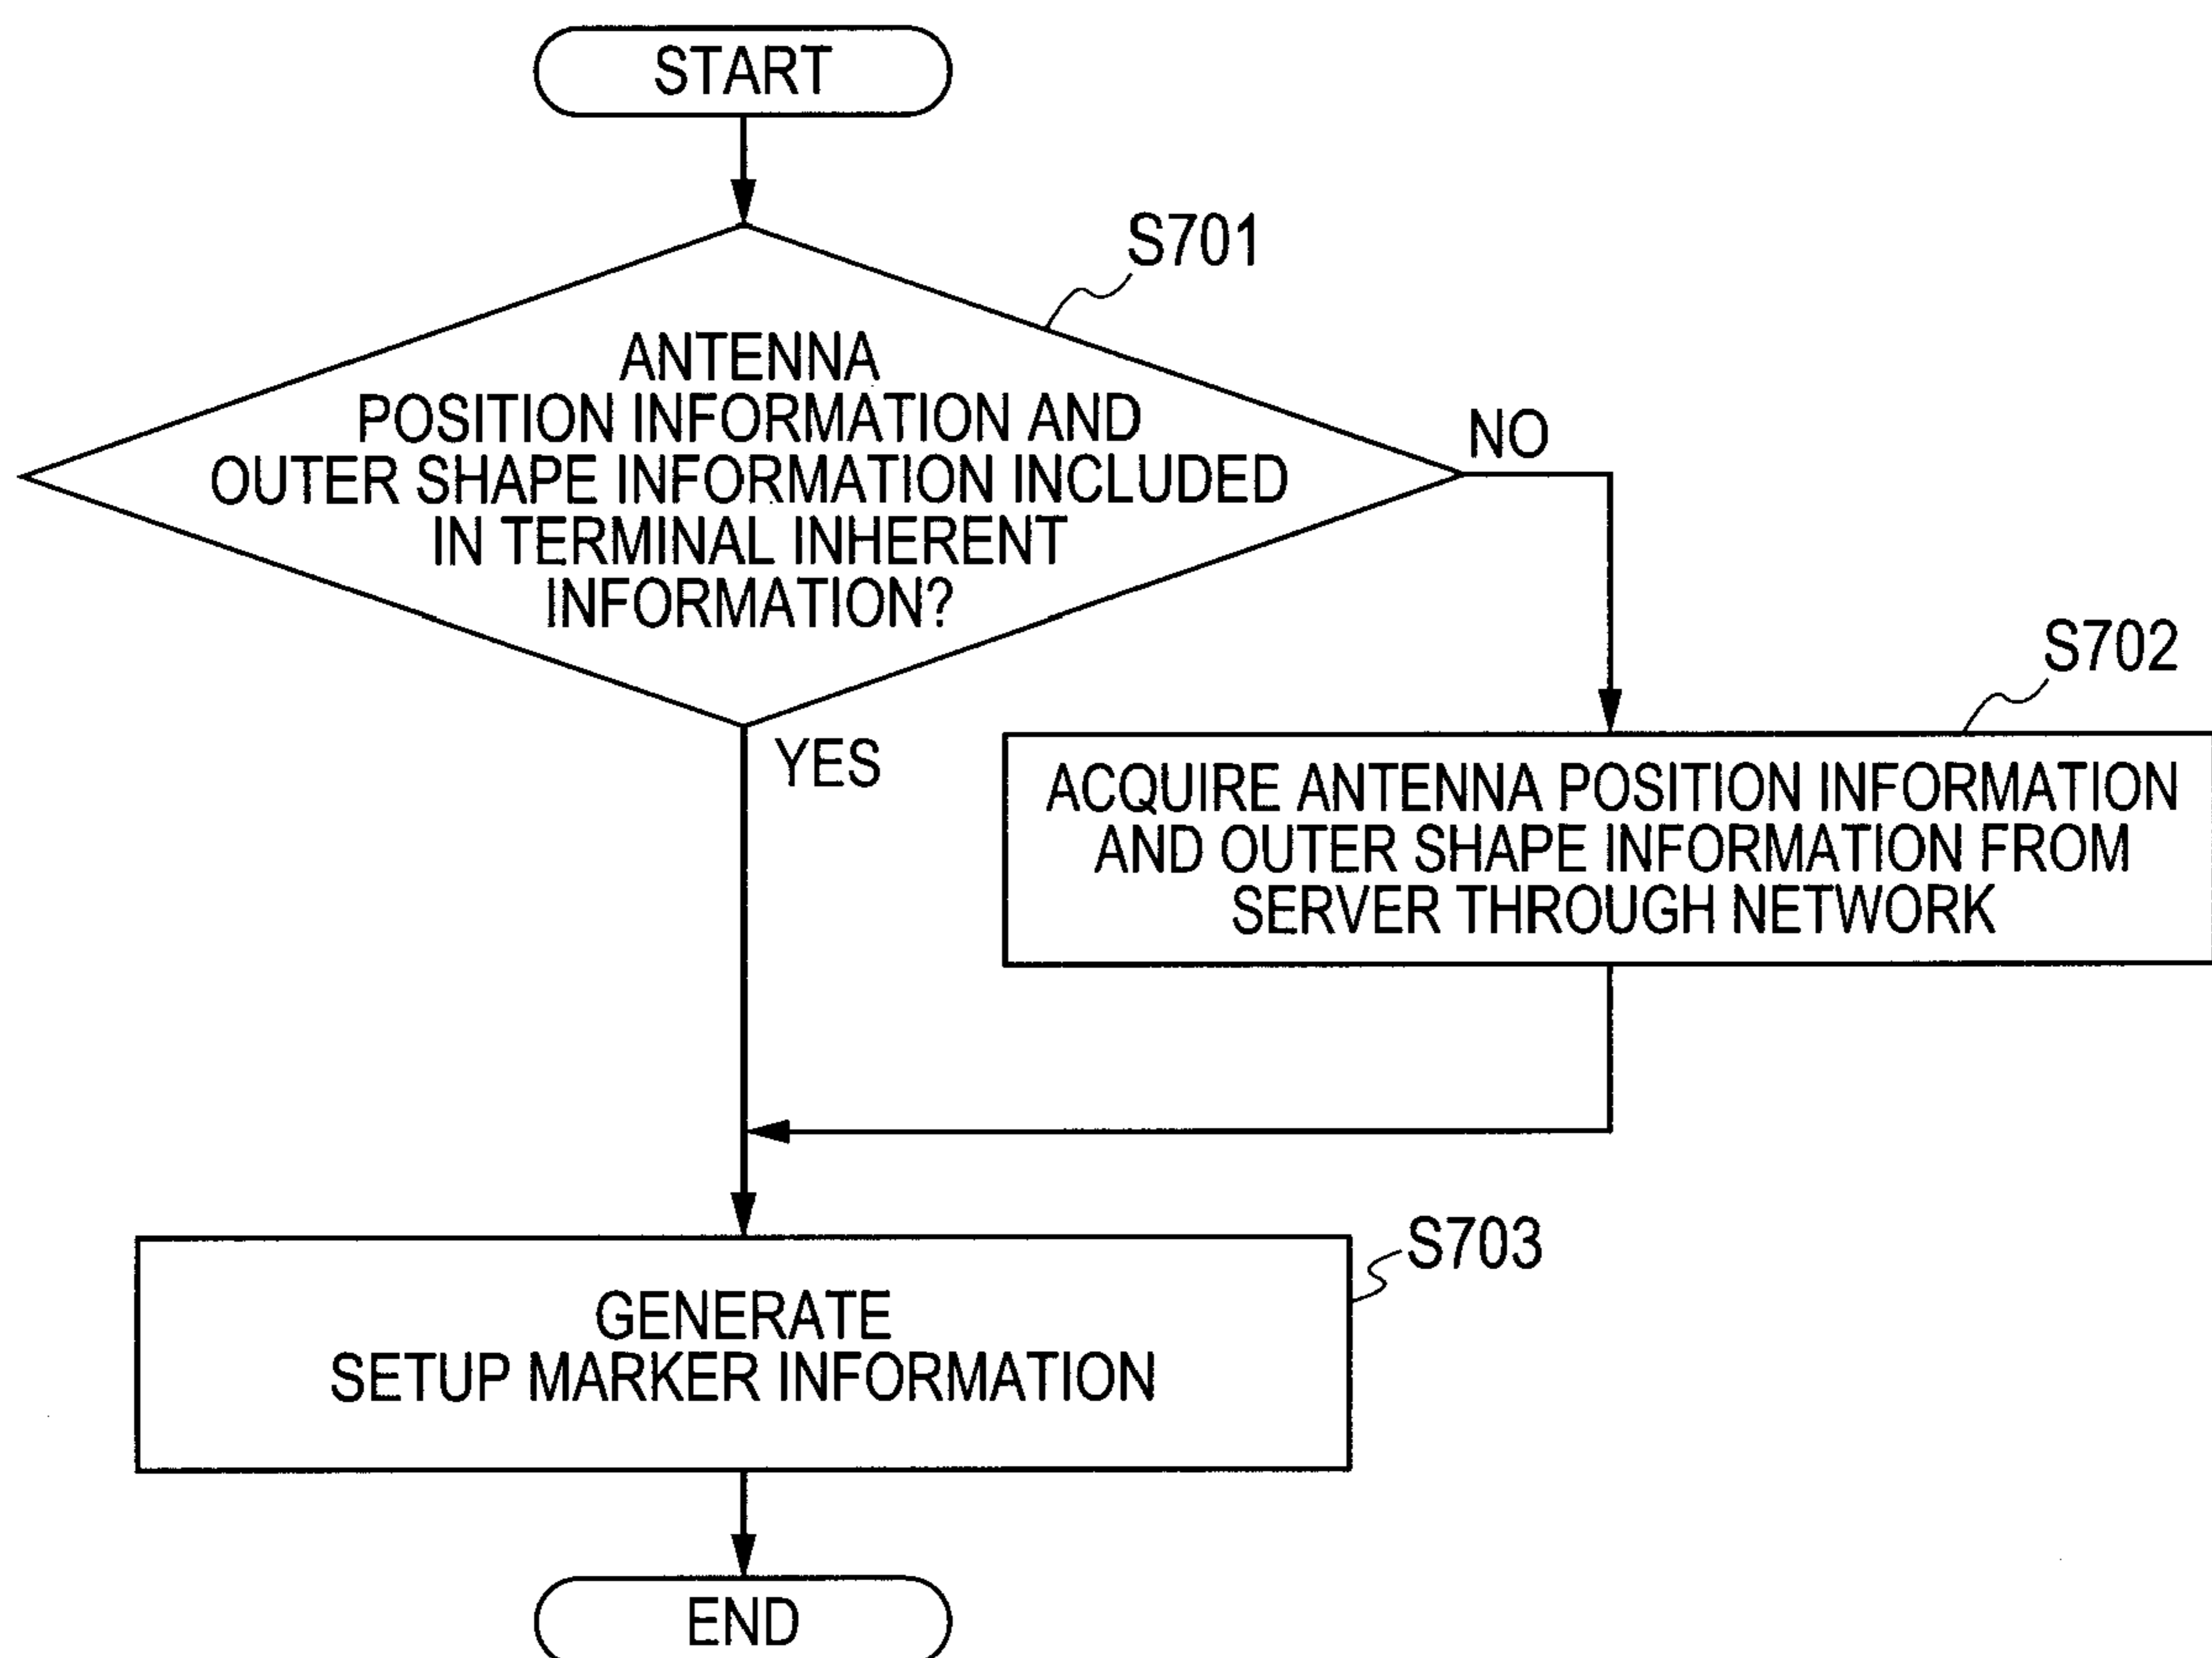 START
S701
ANTENNA
POSITION INFORMATION AND
OUTER SHAPE INFORMATION INCLUDED
IN TERMINAL INHERENT
INFORMATION?
NO
YES
S702
ACQUIRE ANTENNA POSITION INFORMATION
AND OUTER SHAPE INFORMATION FROM
SERVER THROUGH NETWORK
S703
GENERATE
SETUP MARKER INFORMATION
END